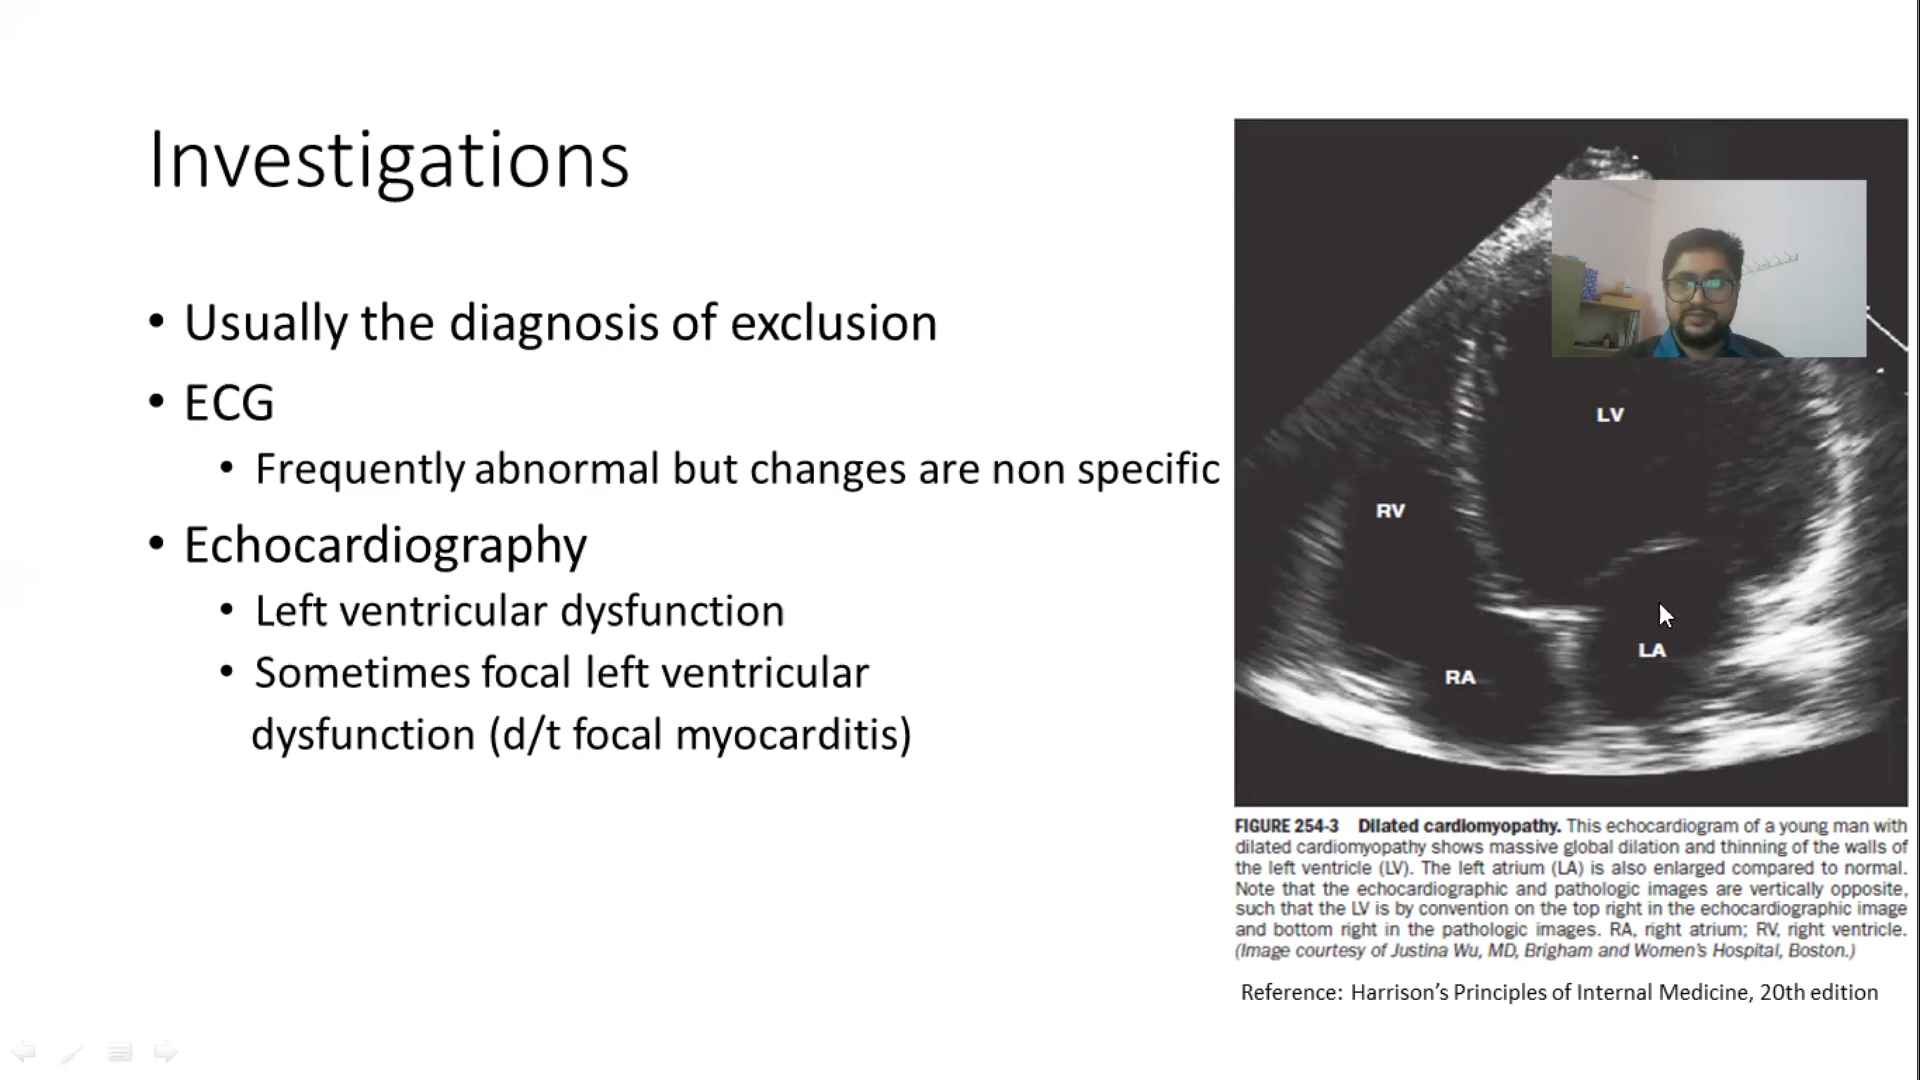 Investigations
• Usually the diagnosis of exclusion
• ECG
• Frequently abnormal but changes are non specific
• Echocardiography
• Left ventricular dysfunction
• Sometimes focal left ventricular
dysfunction (d/t focal myocarditis)
LV
RV
LA
RA
FIGURE 254-3 Dilated cardiomyopathy. This echocardiogram of a young man with
dilated cardiomyopathy shows massive global dilation and thinning of the walls of
the left ventricle (LV). The left atrium (LA) is also enlarged compared to normal.
Note that the echocardiographic and pathologic images are vertically opposite,
such that the LV is by convention on the top right in the echocardiographic image
and bottom right in the pathologic images. RA, right atrium; RV, right ventricle.
(Image courtesy of Justina Wu, MD, Brigham and Women's Hospital, Boston.)
Reference: Harrison's Principles of Internal Medicine, 20th edition